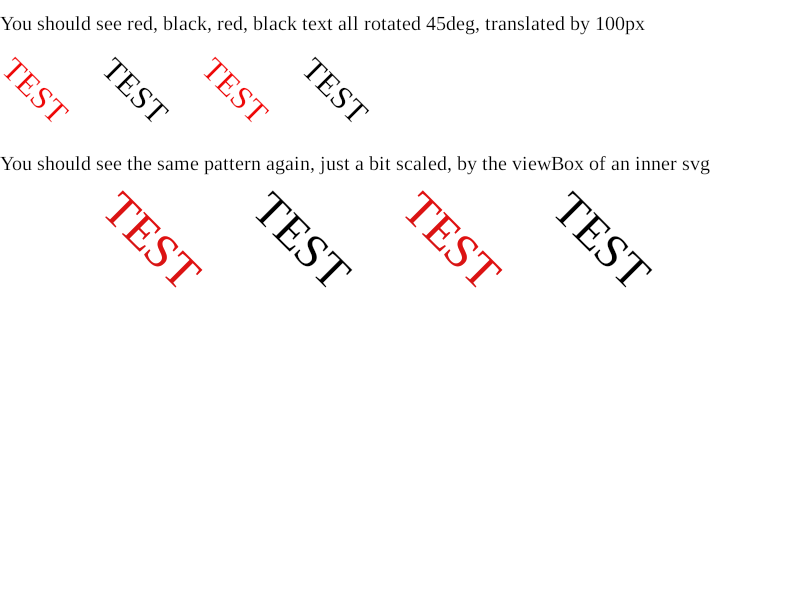 You should see red, black, red, black text all rotated 45deg, translated by 100px
TEST TEST TEST TEST
You should see the same pattern again, just a bit scaled, by the viewBox of an inner svg
TEST TEST TEST TEST